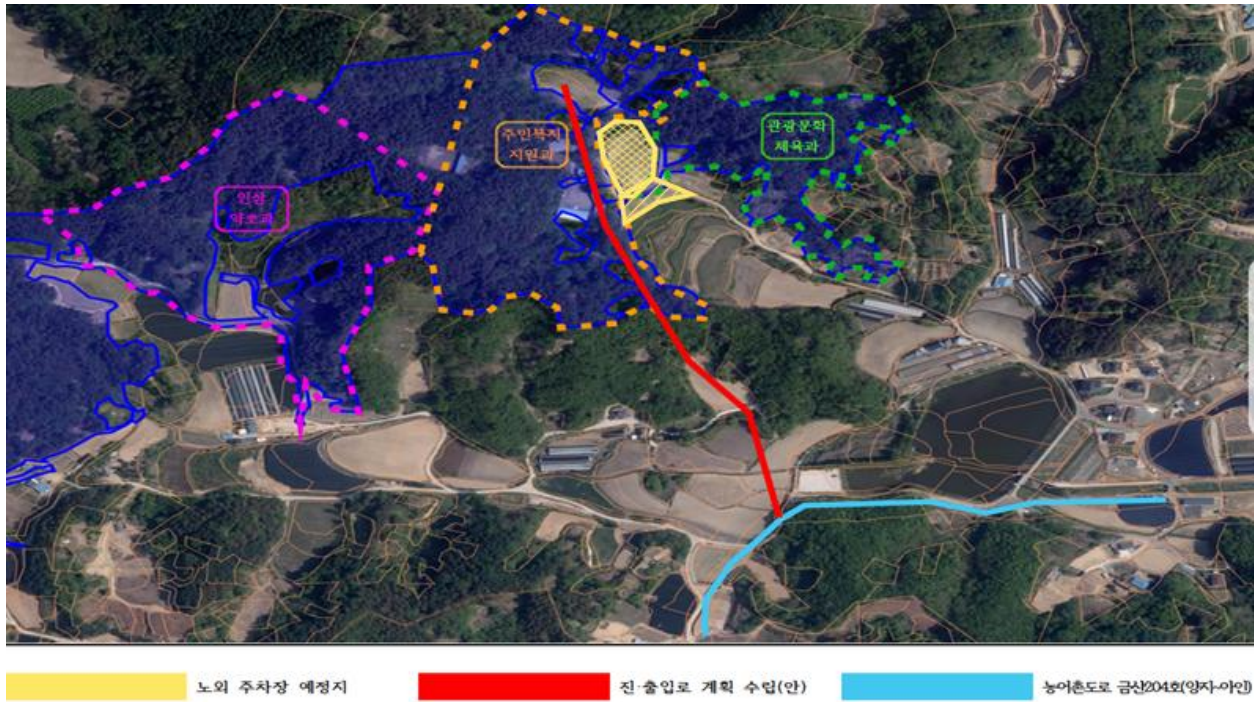 주민복지
지원과
관광문화
체육과
인삼
약초과
노외 주차장 예정지
진·출입로 계획 수립(안)
농어촌도로 금산204호(양지~아인)